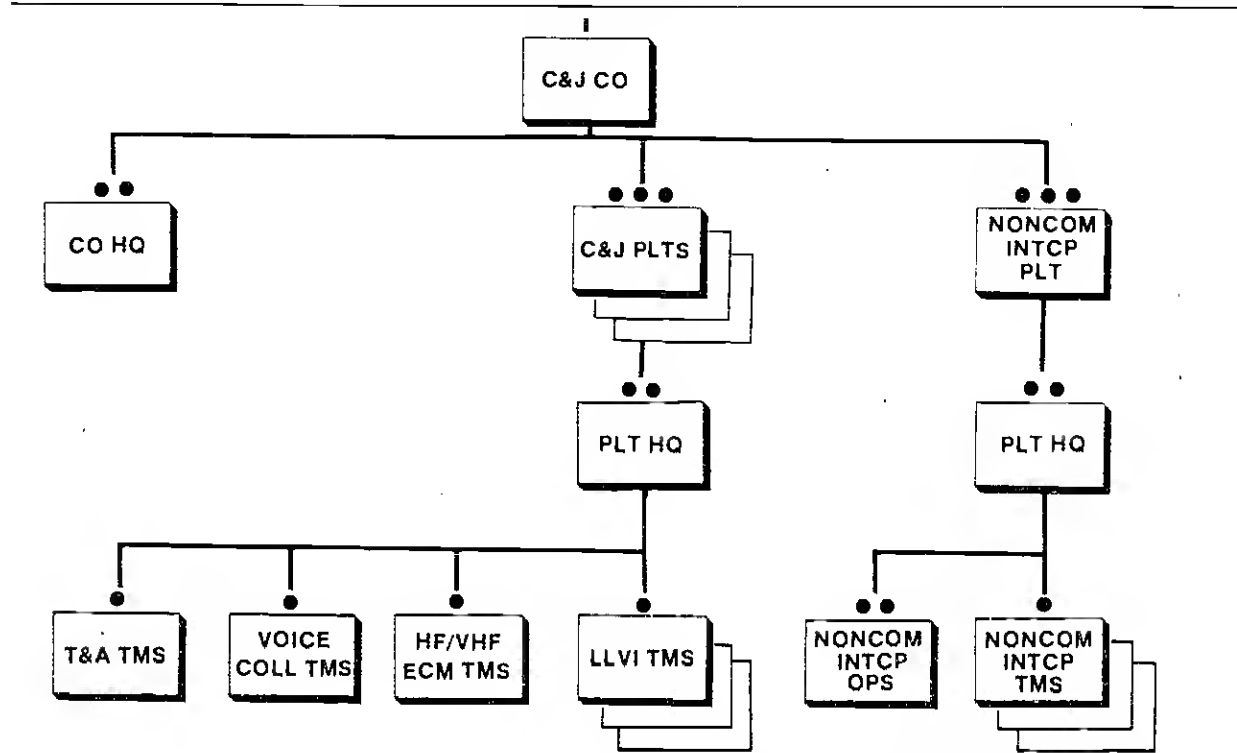 C&J CO
CO HQ
C&J PLTS
NONCOM
INTCP
PLT
PLT HQ
PLT HQ
T&A TMS
VOICE
COLL TMS
HF/VHF
ECM TMS
LLVI TMS
NONCOM
INTCP
OPS
NONCOM
INTCP
TMS